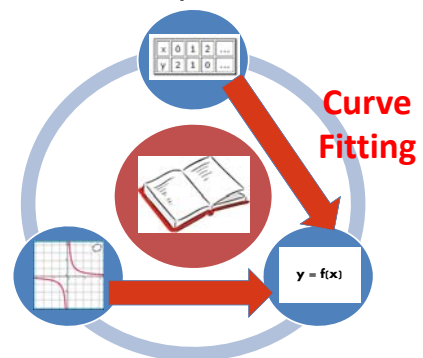 x 0 1 2 ...
y 2 1 0 ...
Curve
Fitting
y = f(x)